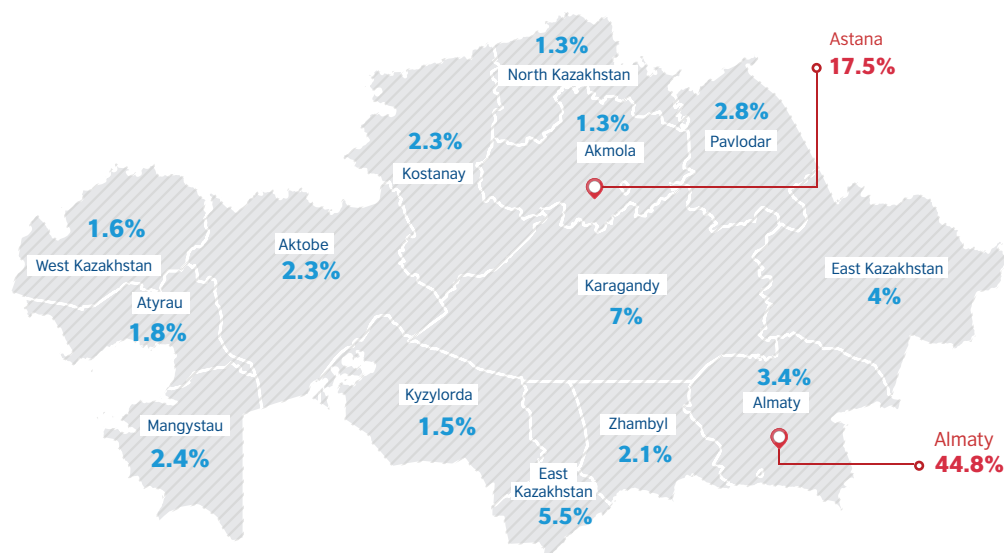 1.3%
North Kazakhstan
Astana
17.5%
2.3%
Kostanay
1.3%
Akmola
2.8%
Pavlodar
1.6%
West Kazakhstan
Aktobe
2.3%
Atyrau
1.8%
Karagandy
7%
East Kazakhstan
4%
Mangystau
2.4%
Kyzylorda
1.5%
East
Kazakhstan
5.5%
Zhambyl
2.1%
3.4%
Almaty
Almaty
44.8%